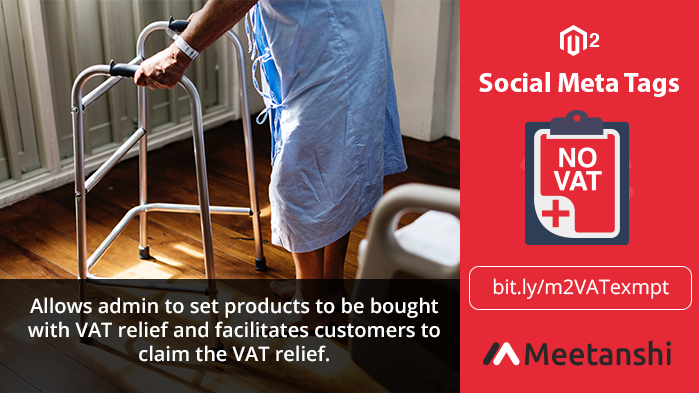 Allows admin to set products to be bought
with VAT relief and facilitates customers to
claim the VAT relief.
2
Social Meta Tags
NO
VAT
bit.ly/m2VATexmpt
Meetanshi